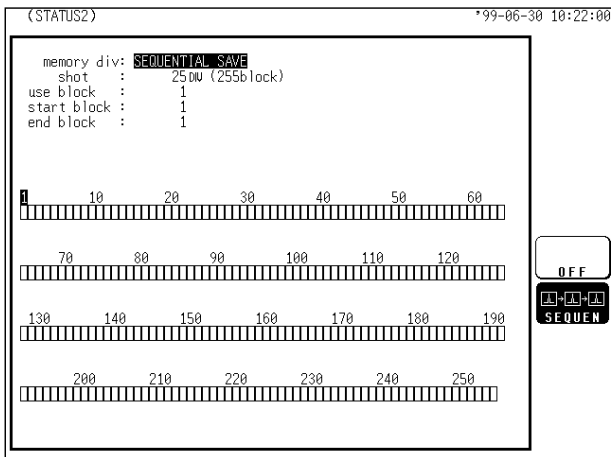 (STATUS2) '99-06-30 10:22:00
memory div: SEQUENTIAL SAVE
shot : 25DIV (255block)
use block : 1
start block : 1
end block : 1
1 10 20 30 40 50 60
70 80 90 100 110 120
130 140 150 160 170 180 190
200 210 220 230 240 250
OFF
SEQUEN